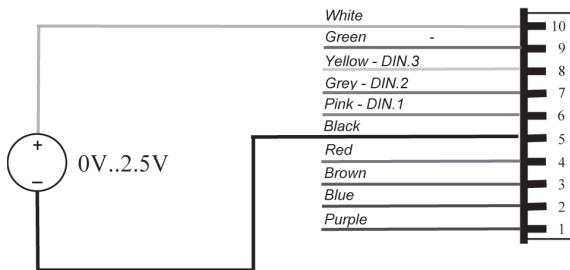 White 10
Green - 9
Yellow - DIN.3 8
Grey - DIN.2 7
Pink - DIN.1 6
Black 5
Red 4
Brown 3
Blue 2
Purple 1
+
0V..2.5V
–